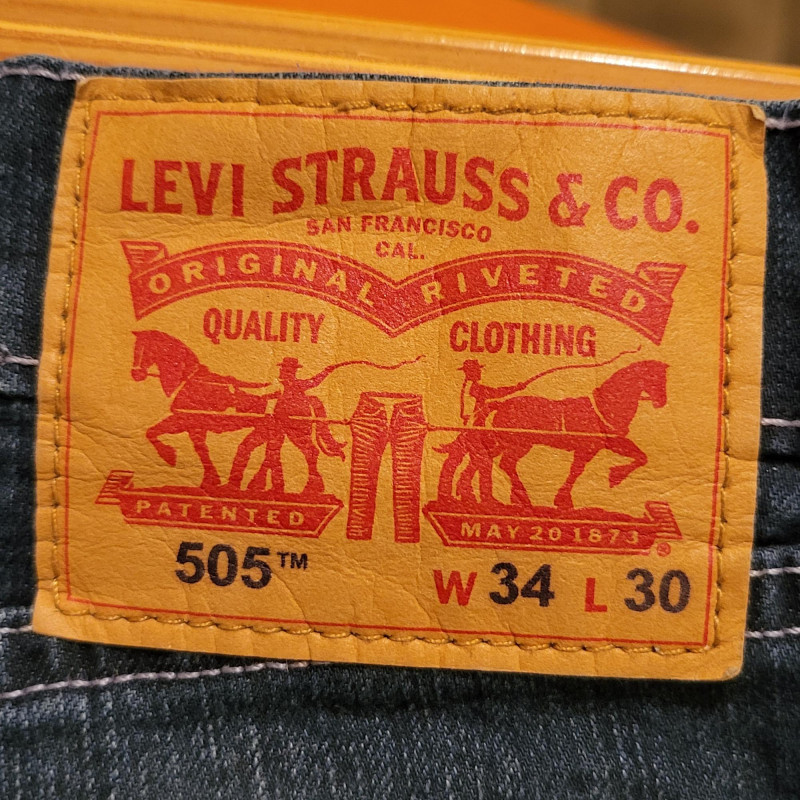 LEVI STRAUSS & CO.
SAN FRANCISCO
CAL.
ORIGINAL RIVETED
QUALITY CLOTHING
PATENTED MAY 20 1873 ®
505™ W 34 L 30